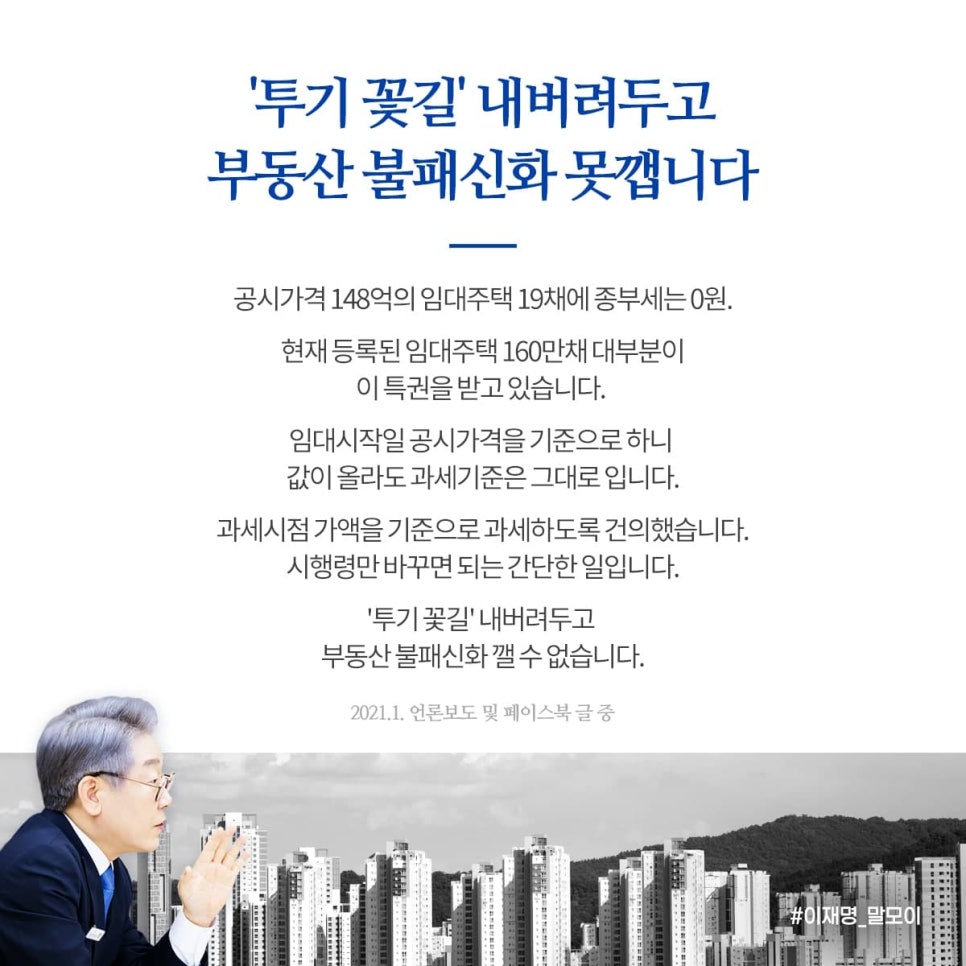 '투기 꽃길' 내버려두고
부동산 불패신화 못깹니다
공시가격 148억의 임대주택 19채에 종부세는 0원.
현재 등록된 임대주택 160만채 대부분이
이 특권을 받고 있습니다.
임대시작일 공시가격을 기준으로 하니
값이 올라도 과세기준은 그대로 입니다.
과세시점 가액을 기준으로 과세하도록 건의했습니다.
시행령만 바꾸면 되는 간단한 일입니다.
'투기 꽃길' 내버려두고
부동산 불패신화 깰 수 없습니다.
2021.1. 언론보도 및 페이스북 글 중
#이재명_말모이